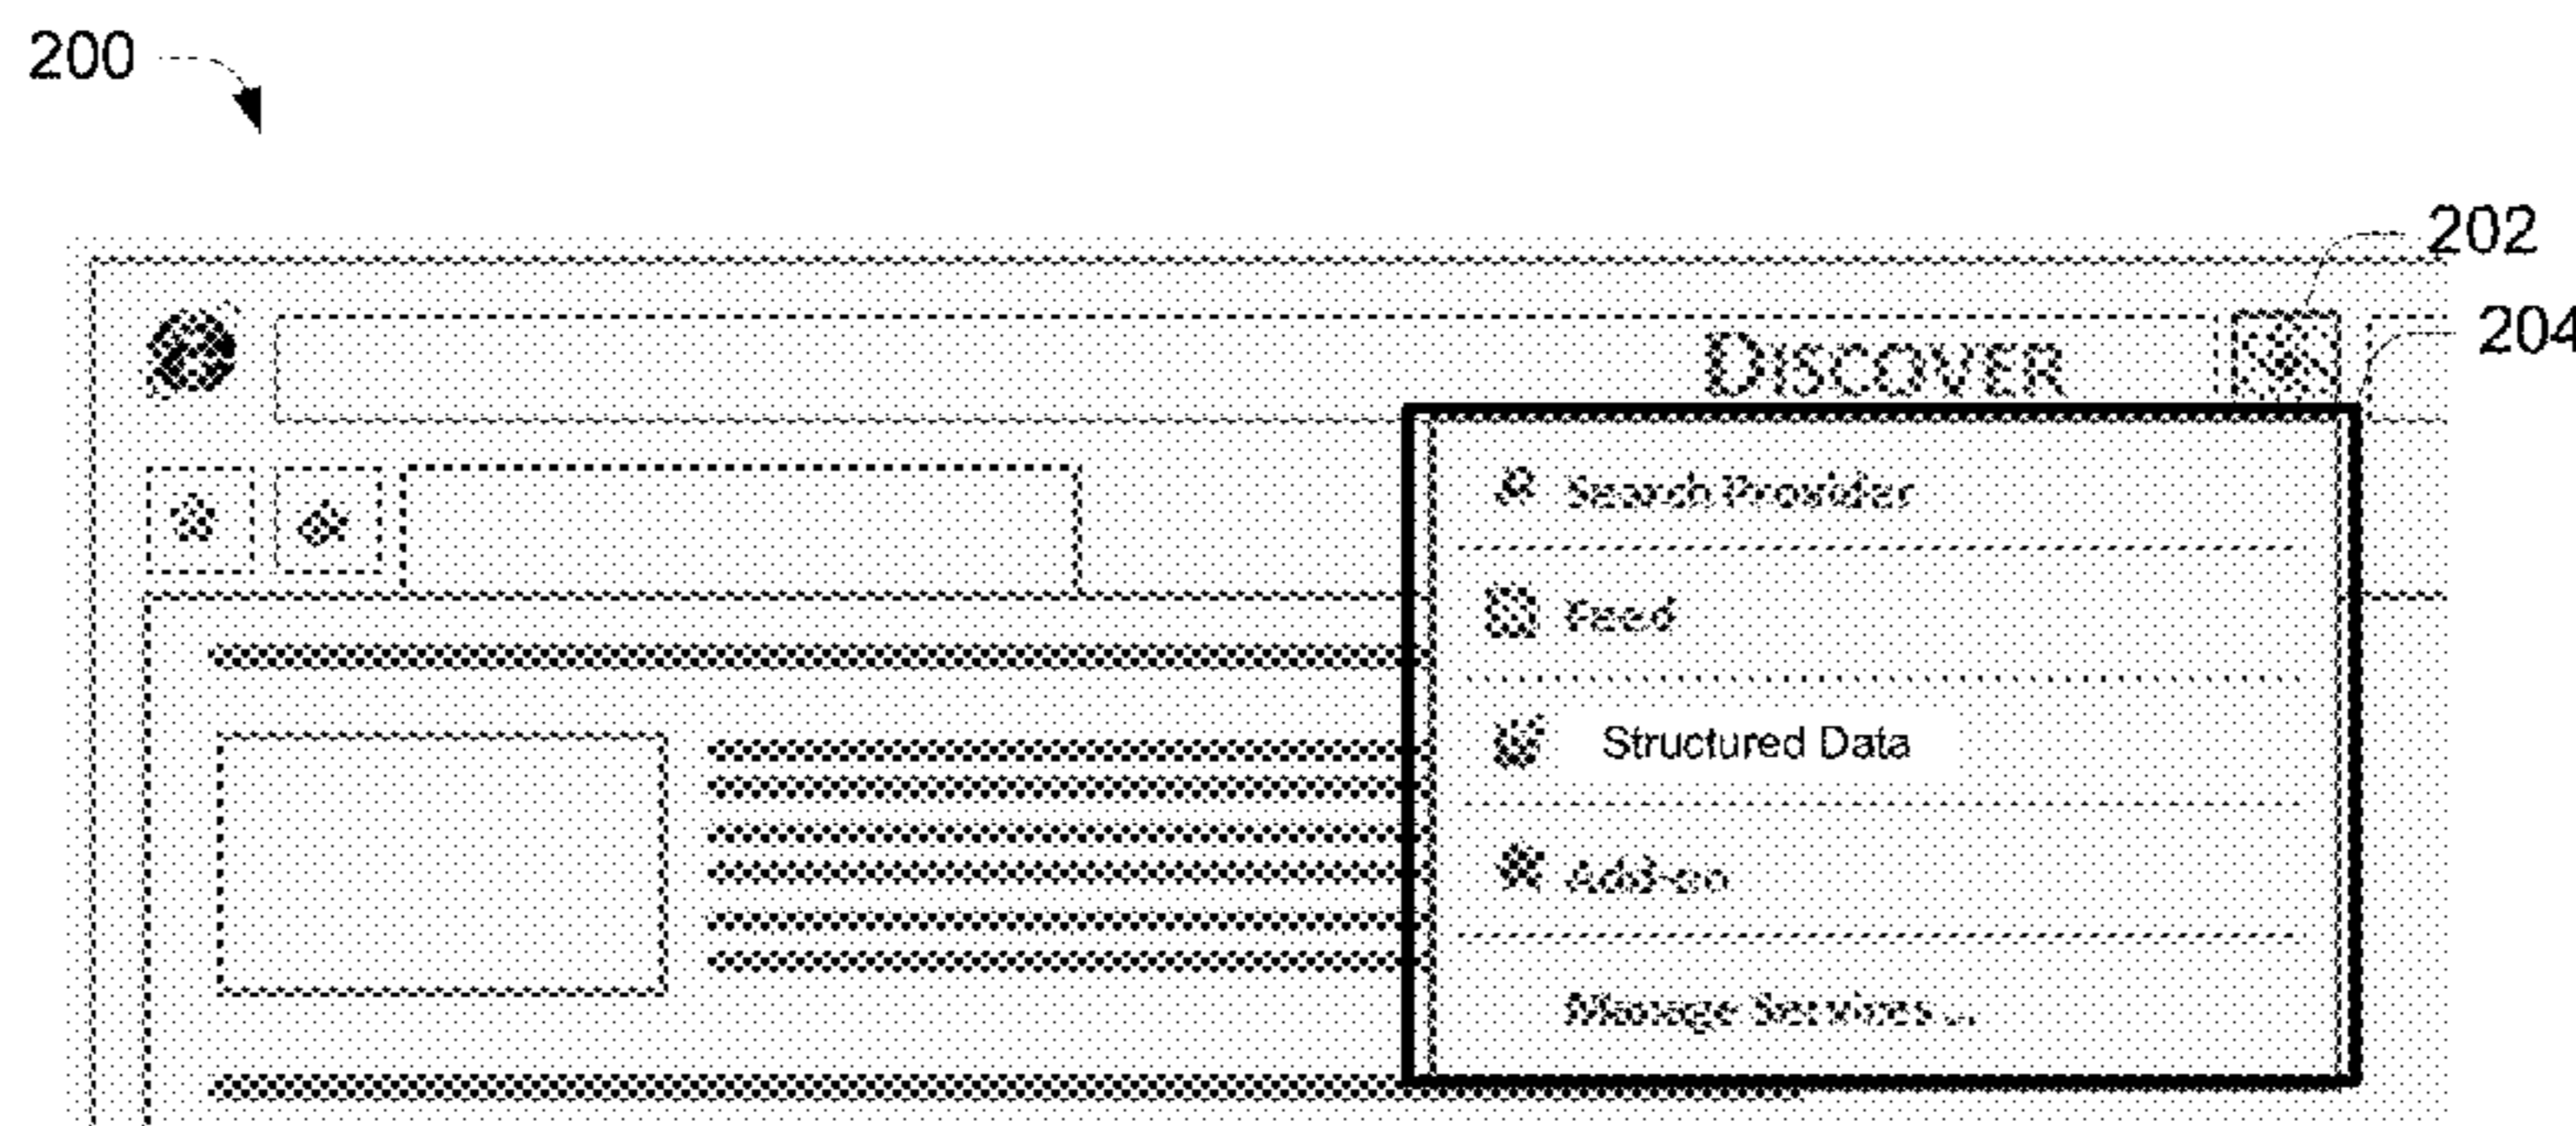 200
202
DISCOVER
204
Search Provider
Feed
Structured Data
Add-on
Manage Services...